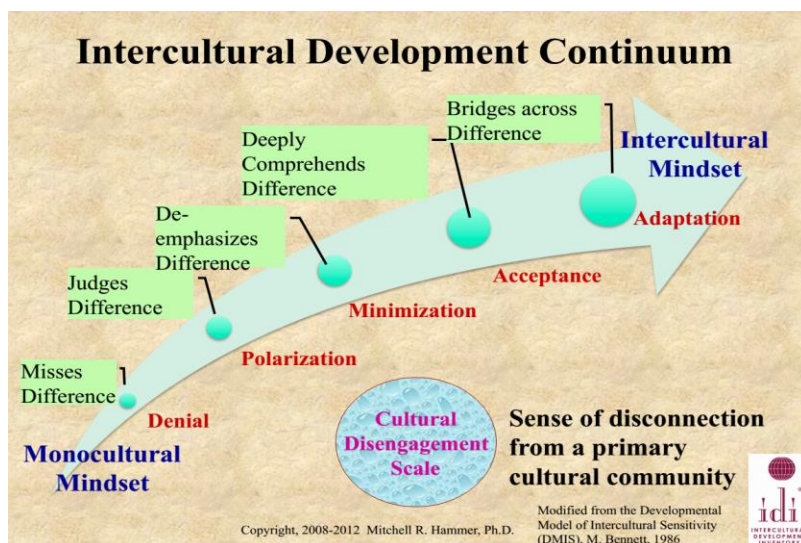 Intercultural Development Continuum
Bridges across
Difference
Intercultural
Mindset
Deeply
Comprehends
Difference
Adaptation
De-
emphasizes
Difference
Acceptance
Judges
Difference
Minimization
Polarization
Misses
Difference
Denial
Monocultural
Mindset
Cultural
Disengagement
Scale
Sense of disconnection
from a primary
cultural community
Copyright, 2008-2012 Mitchell R. Hammer, Ph.D.
Modified from the Developmental
Model of Intercultural Sensitivity
(DMIS), M. Bennett, 1986
idi
INTERCULTURAL
DEVELOPMENT
INVENTORY